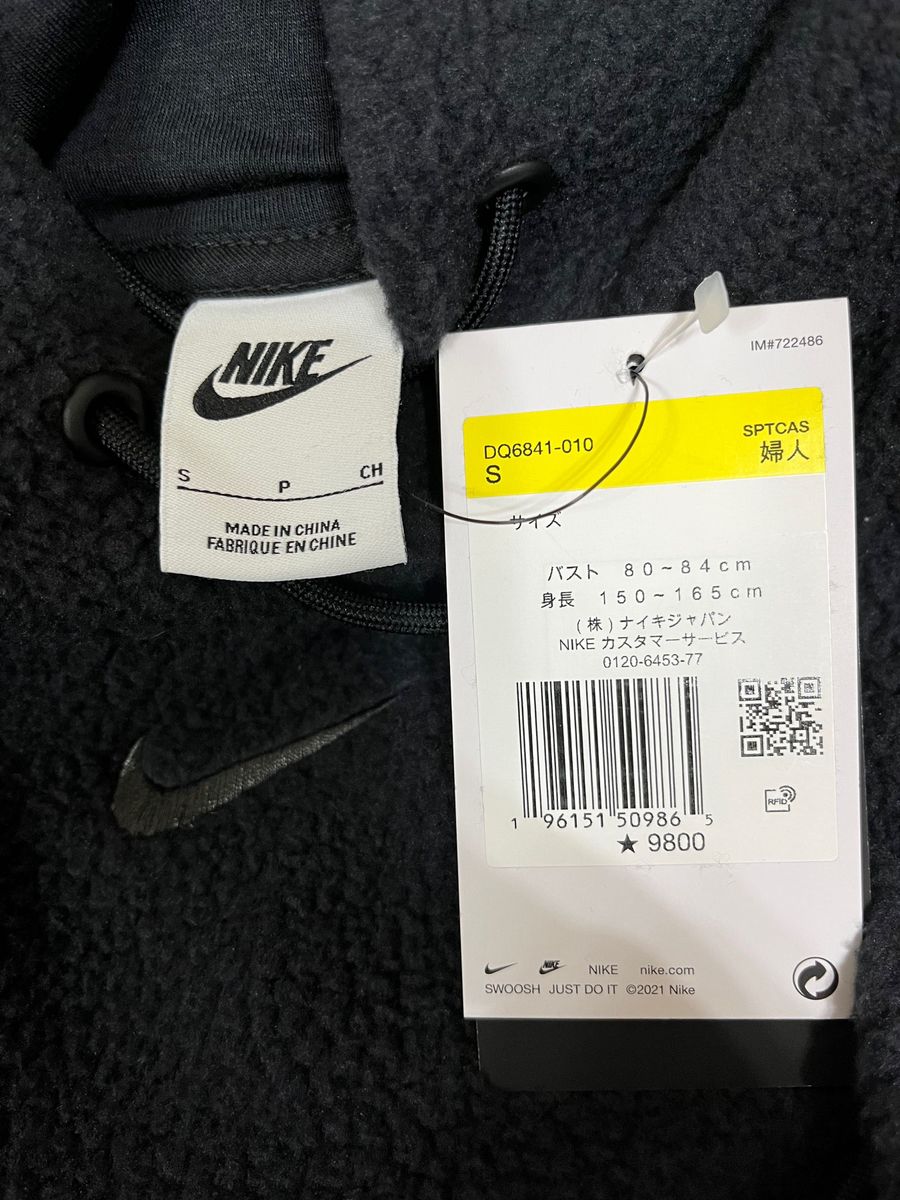 NIKE
S P CH
MADE IN CHINA
FABRIQUE EN CHINE
IM#722486
DQ6841-010 SPTCAS
S 婦人
サイズ
バスト 80~84cm
身長 150~165cm
(株)ナイキジャパン
NIKE カスタマーサービス
0120-6453-77
RFID
1 96151 50986 5
★9800
NIKE NIKE nike.com
SWOOSH JUST DO IT ©2021 Nike